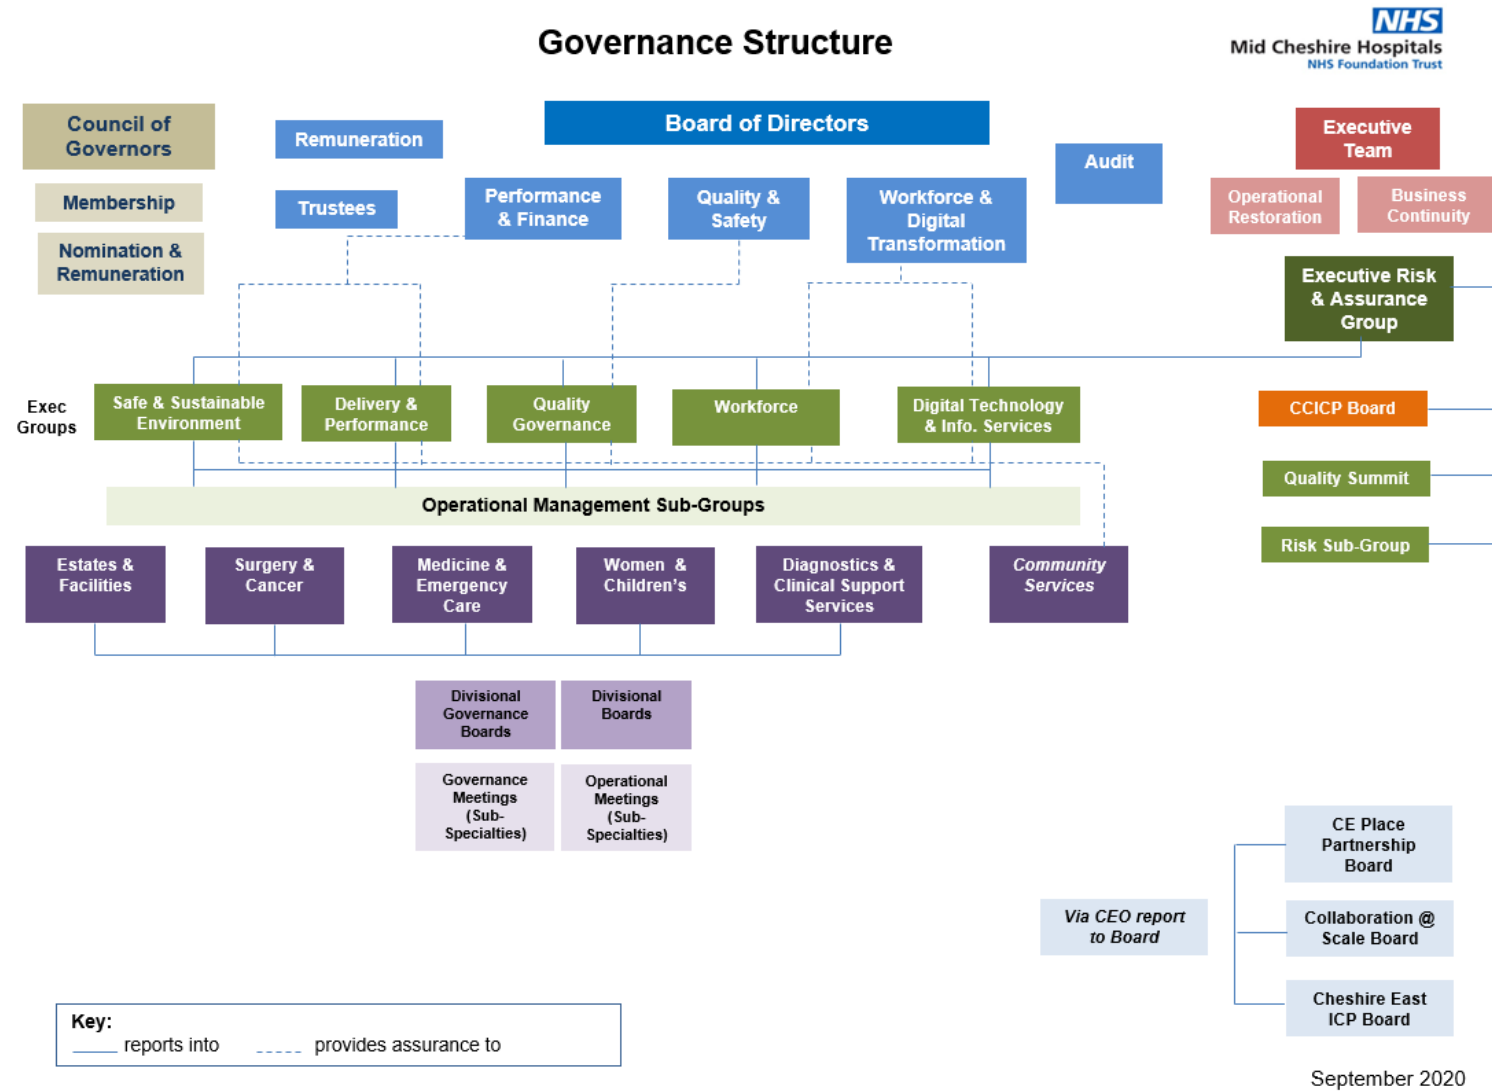 Governance Structure
NHS
Mid Cheshire Hospitals
NHS Foundation Trust
Council of
Governors
Membership
Nomination &
Remuneration
Remuneration
Trustees
Board of Directors
Performance
& Finance
Quality &
Safety
Workforce &
Digital
Transformation
Audit
Executive
Team
Operational
Restoration
Business
Continuity
Executive Risk
& Assurance
Group
Exec
Groups
Safe & Sustainable
Environment
Delivery &
Performance
Quality
Governance
Workforce
Digital Technology
& Info. Services
CCICP Board
Quality Summit
Risk Sub-Group
Operational Management Sub-Groups
Estates &
Facilities
Surgery &
Cancer
Medicine &
Emergency
Care
Women &
Children's
Diagnostics &
Clinical Support
Services
Community
Services
Divisional
Governance
Boards
Divisional
Boards
Governance
Meetings
(Sub-
Specialties)
Operational
Meetings
(Sub-
Specialties)
Via CEO report
to Board
CE Place
Partnership
Board
Collaboration @
Scale Board
Cheshire East
ICP Board
Key:
reports into
provides assurance to
September 2020